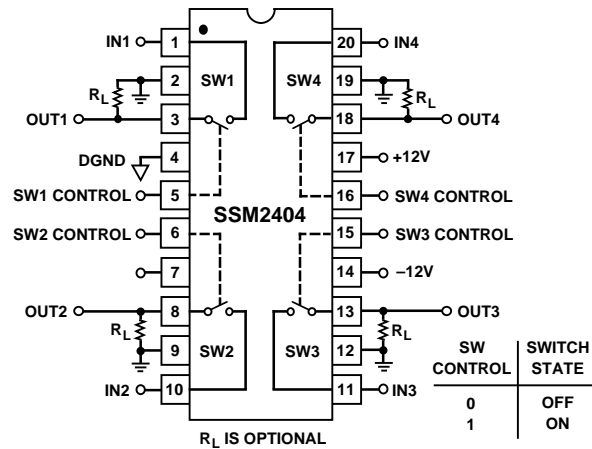 IN1 1 20 IN4
2 SW1 SW4 19
RL RL
OUT1 3 18 OUT4
DGND 4 17 +12V
SW1 CONTROL 5 16 SW4 CONTROL
SSM2404
SW2 CONTROL 6 15 SW3 CONTROL
7 14 –12V
OUT2 8 13 OUT3
RL RL
9 SW2 SW3 12
IN2 10 11 IN3
RL IS OPTIONAL
SW CONTROL SWITCH STATE
0 OFF
1 ON